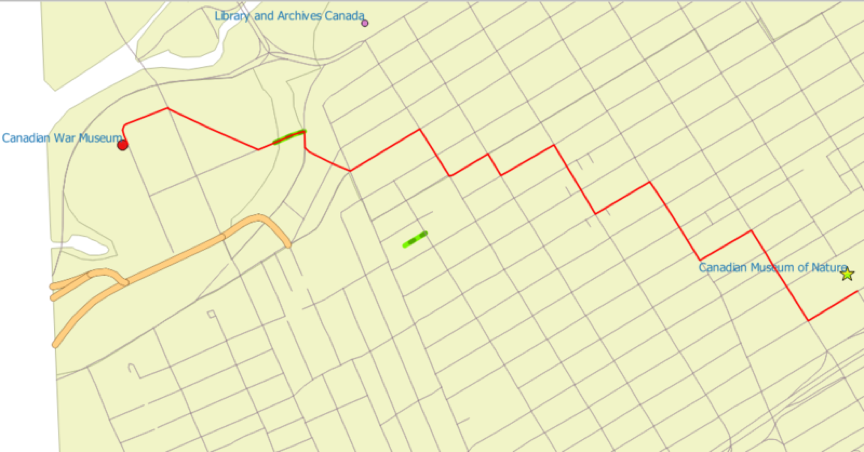 Library and Archives Canada
Canadian War Museum
Canadian Museum of Nature